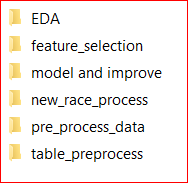 EDA
feature_selection
model and improve
new_race_process
pre_process_data
table_preprocess